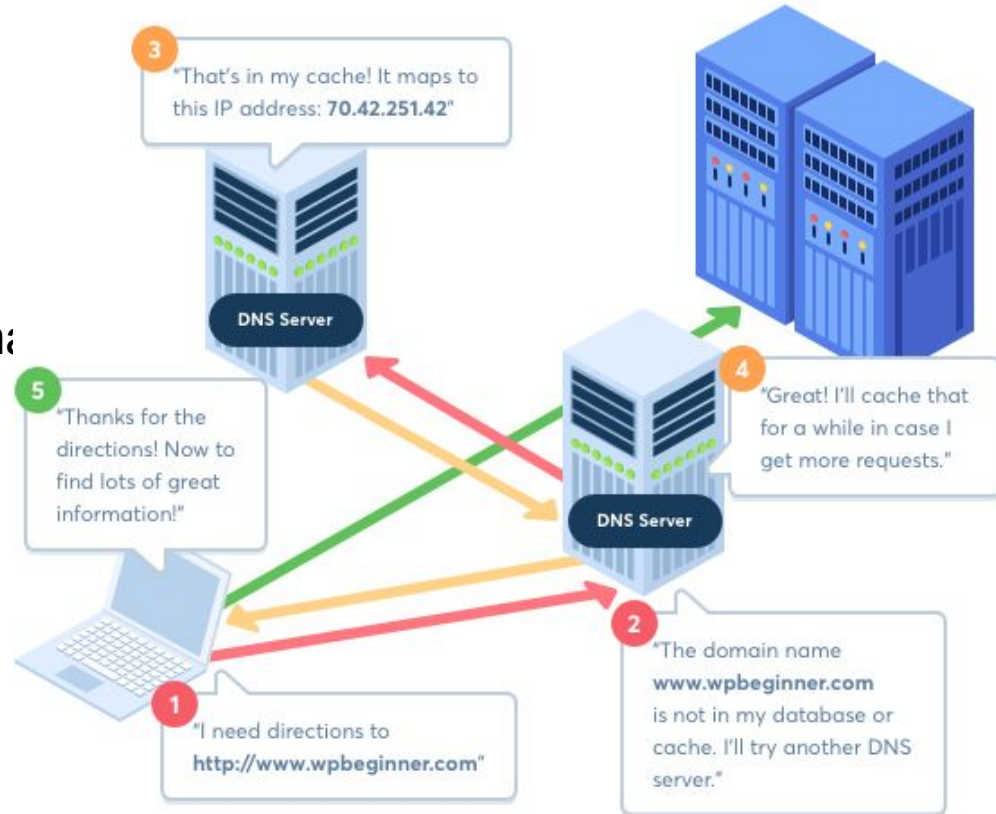 3
"That's in my cache! It maps to
this IP address: 70.42.251.42"
DNS Server
5
"Thanks for the
directions! Now to
find lots of great
information!"
4
"Great! I'll cache that
for a while in case I
get more requests."
DNS Server
2
"The domain name
www.wpbeginner.com
is not in my database or
cache. I'll try another DNS
server."
1
"I need directions to
http://www.wpbeginner.com"